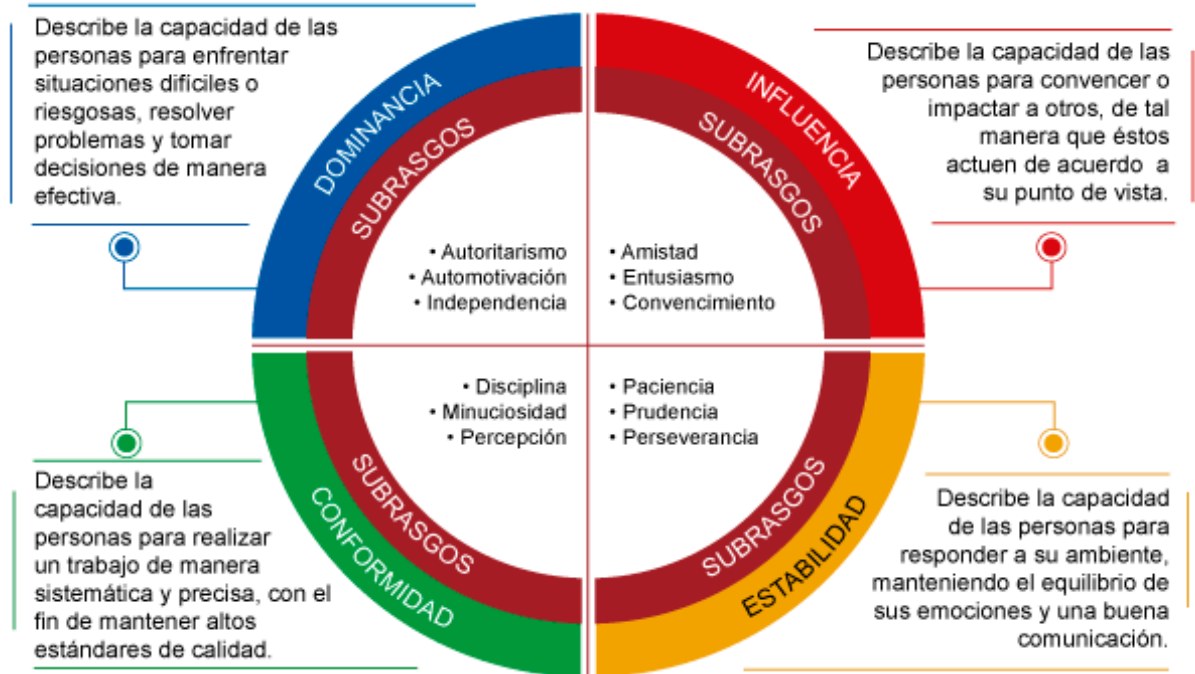 Describe la capacidad de las
personas para enfrentar
situaciones difíciles o
riesgosas, resolver
problemas y tomar
decisiones de manera
efectiva.
DOMINANCIA
SUBRASGOS
• Autoritarismo
• Automotivación
• Independencia
INFLUENCIA
SUBRASGOS
• Amistad
• Entusiasmo
• Convencimiento
Describe la capacidad de las
personas para convencer o
impactar a otros, de tal
manera que éstos
actuen de acuerdo a
su punto de vista.
Describe la
capacidad de las
personas para realizar
un trabajo de manera
sistemática y precisa, con el
fin de mantener altos
estándares de calidad.
CONFORMIDAD
SUBRASGOS
• Disciplina
• Minuciosidad
• Percepción
• Paciencia
• Prudencia
• Perseverancia
SUBRASGOS
ESTABILIDAD
Describe la capacidad
de las personas para
responder a su ambiente,
manteniendo el equilibrio de
sus emociones y una buena
comunicación.